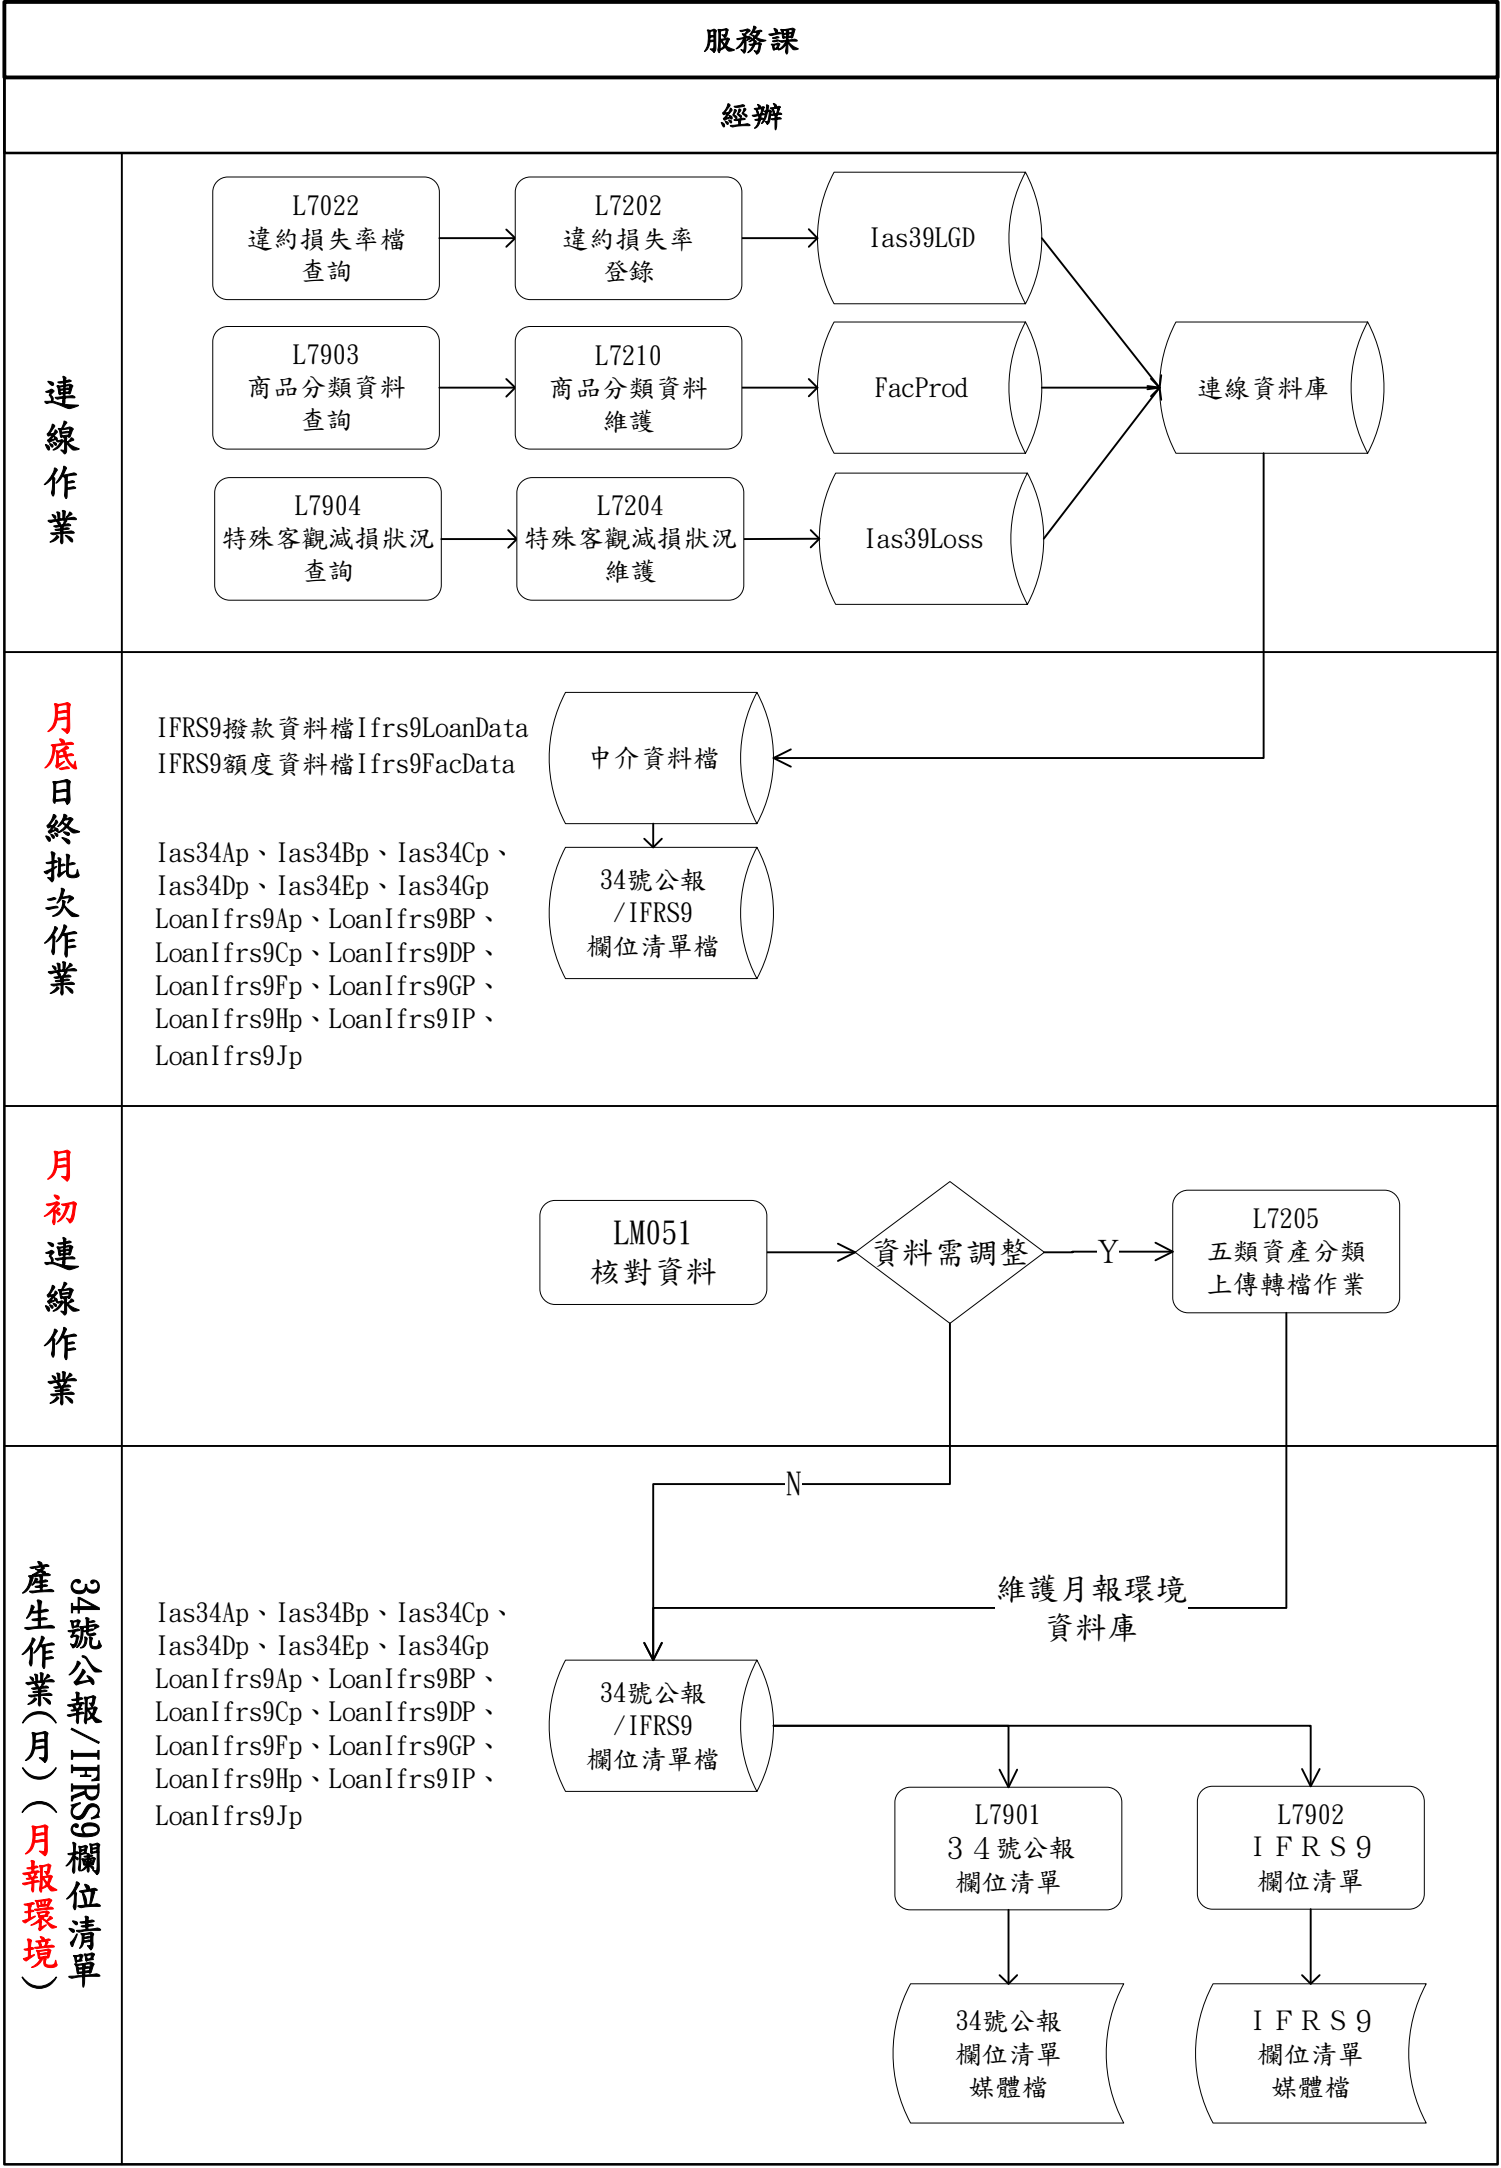 服務課
經辦
連線作業
L7022
違約損失率檔
查詢
L7202
違約損失率
登錄
Ias39LGD
L7903
商品分類資料
查詢
L7210
商品分類資料
維護
FacProd
連線資料庫
L7904
特殊客觀減損狀況
查詢
L7204
特殊客觀減損狀況
維護
Ias39Loss
月底日終批次作業
IFRS9撥款資料檔Ifrs9LoanData
IFRS9額度資料檔Ifrs9FacData
中介資料檔
Ias34Ap、Ias34Bp、Ias34Cp、
Ias34Dp、Ias34Ep、Ias34Gp
LoanIfrs9Ap、LoanIfrs9BP、
LoanIfrs9Cp、LoanIfrs9DP、
LoanIfrs9Fp、LoanIfrs9GP、
LoanIfrs9Hp、LoanIfrs9IP、
LoanIfrs9Jp
34號公報
/IFRS9
欄位清單檔
月初連線作業
LM051
核對資料
資料需調整
Y
L7205
五類資產分類
上傳轉檔作業
N
34號公報/IFRS9欄位清單
產生作業(月)(月報環境)
維護月報環境
資料庫
Ias34Ap、Ias34Bp、Ias34Cp、
Ias34Dp、Ias34Ep、Ias34Gp
LoanIfrs9Ap、LoanIfrs9BP、
LoanIfrs9Cp、LoanIfrs9DP、
LoanIfrs9Fp、LoanIfrs9GP、
LoanIfrs9Hp、LoanIfrs9IP、
LoanIfrs9Jp
34號公報
/IFRS9
欄位清單檔
L7901
３４號公報
欄位清單
L7902
ＩＦＲＳ９
欄位清單
34號公報
欄位清單
媒體檔
ＩＦＲＳ９
欄位清單
媒體檔